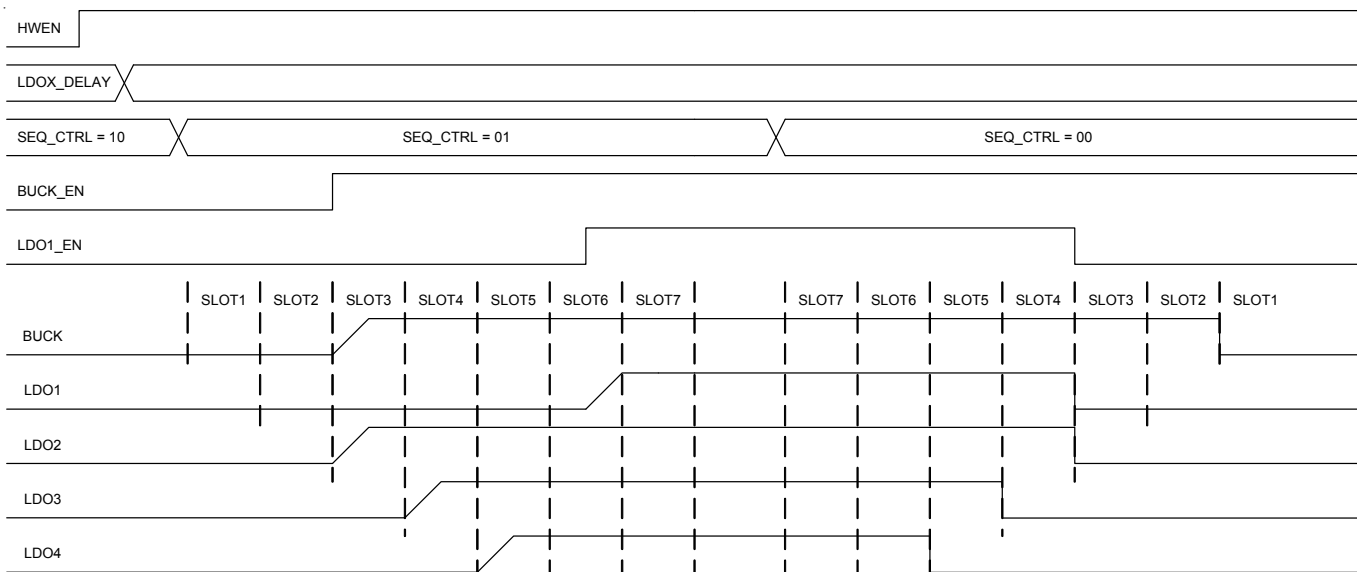 HWEN
LDOX_DELAY
SEQ_CTRL = 10 SEQ_CTRL = 01 SEQ_CTRL = 00
BUCK_EN
LDO1_EN
SLOT1 SLOT2 SLOT3 SLOT4 SLOT5 SLOT6 SLOT7 SLOT7 SLOT6 SLOT5 SLOT4 SLOT3 SLOT2 SLOT1
BUCK
LDO1
LDO2
LDO3
LDO4